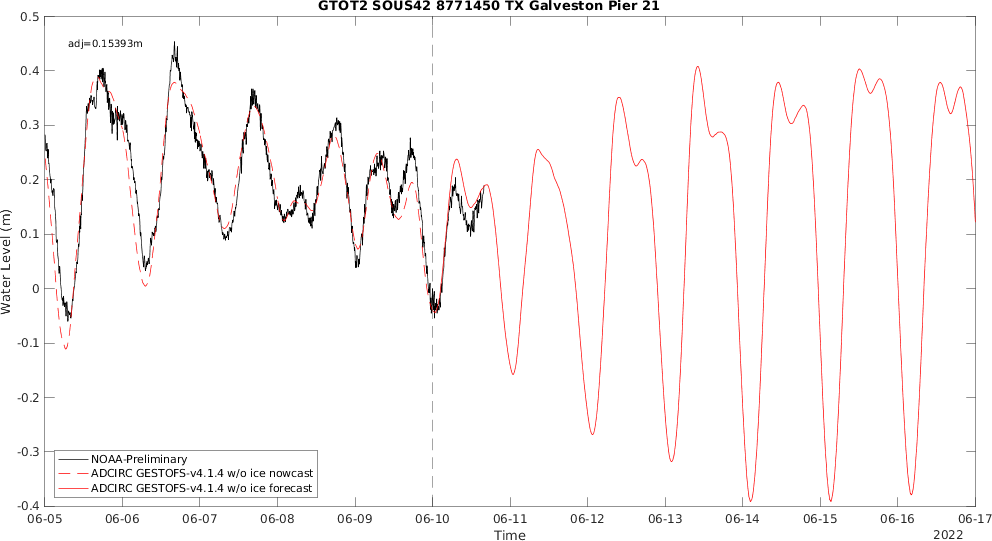 GTOT2 SOUS42 8771450 TX Galveston Pier 21
adj=0.15393m
0.5
0.4
0.3
0.2
0.1
0
-0.1
-0.2
-0.3
-0.4
Water Level (m)
NOAA-Preliminary
ADCIRC GESTOFS-v4.1.4 w/o ice nowcast
ADCIRC GESTOFS-v4.1.4 w/o ice forecast
06-05 06-06 06-07 06-08 06-09 06-10 06-11 06-12 06-13 06-14 06-15 06-16 06-17
Time
2022